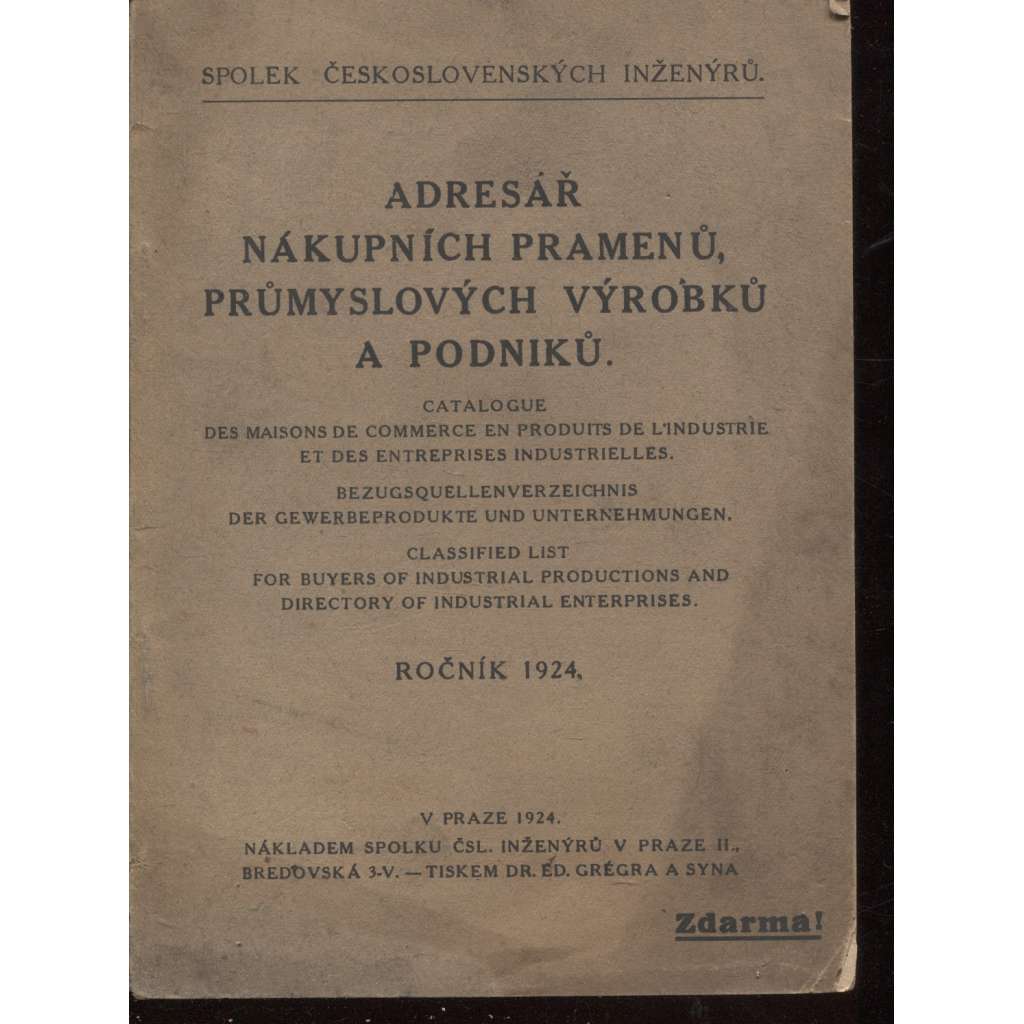 SPOLEK ČESKOSLOVENSKÝCH INŽENÝRŮ.
ADRESÁŘ
NÁKUPNÍCH PRAMENŮ,
PRŮMYSLOVÝCH VÝROBKŮ
A PODNIKŮ.
CATALOGUE
DES MAISONS DE COMMERCE EN PRODUITS DE L'INDUSTRIE
ET DES ENTREPRISES INDUSTRIELLES.
BEZUGSQUELLENVERZEICHNIS
DER GEWERBEPRODUKTE UND UNTERNEHMUNGEN.
CLASSIFIED LIST
FOR BUYERS OF INDUSTRIAL PRODUCTIONS AND
DIRECTORY OF INDUSTRIAL ENTERPRISES.
ROČNÍK 1924.
V PRAZE 1924.
NÁKLADEM SPOLKU ČSL. INŽENÝRŮ V PRAZE II.,
BREDOVSKÁ 3-V. — TISKEM DR. ED. GRÉGRA A SYNA
Zdarma!